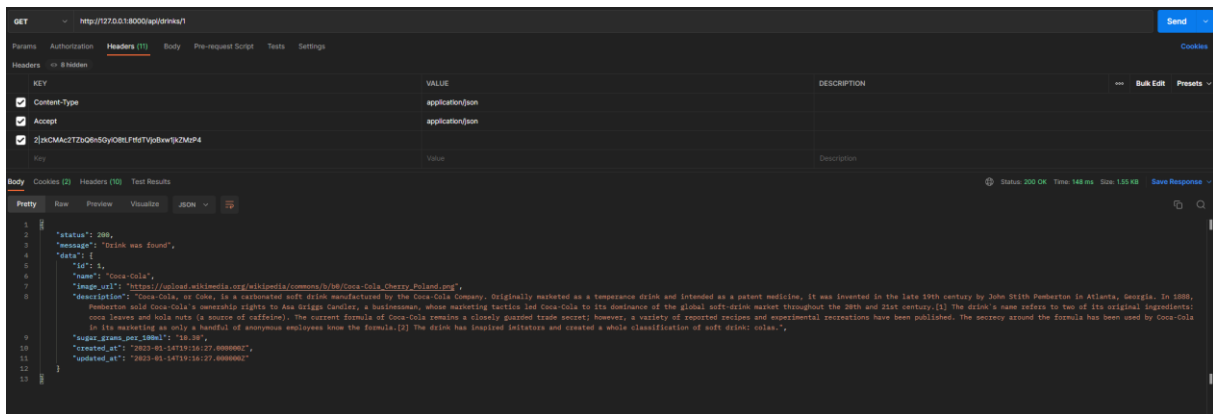 GET http://127.0.0.1:8000/api/drinks/1 Send
Params Authorization Headers (11) Body Pre-request Script Tests Settings Cookies
Headers 8 hidden
KEY VALUE DESCRIPTION Bulk Edit Presets
Content-Type application/json
Accept application/json
Key Value Description
Body Cookies (2) Headers (10) Test Results Status: 200 OK Time: 148 ms Size: 1.55 KB Save Response
Pretty Raw Preview Visualize JSON
1 {
2 "status": 200,
3 "message": "Drink was found",
4 "data": {
5 "id": 1,
6 "name": "Coca-Cola",
7 "image_url": "https://upload.wikimedia.org/wikipedia/commons/b/b0/Coca-Cola_Cherry_Poland.png",
8 "description": "Coca-Cola, or Coke, is a carbonated soft drink manufactured by the Coca-Cola Company. Originally marketed as a temperance drink and intended as a patent medicine, it was invented in the late 19th century by John Stith Pemberton in Atlanta, Georgia. In 1888,
Pemberton sold Coca-Cola's ownership rights to Asa Griggs Candler, a businessman, whose marketing tactics led Coca-Cola to its dominance of the global soft-drink market throughout the 20th and 21st century.[1] The drink's name refers to two of its original ingredients:
coca leaves and kola nuts (a source of caffeine). The current formula of Coca-Cola remains a closely guarded trade secret; however, a variety of reported recipes and experimental recreations have been published. The secrecy around the formula has been used by Coca-Cola
in its marketing as only a handful of anonymous employees know the formula.[2] The drink has inspired imitators and created a whole classification of soft drink: colas.",
9 "sugar_grams_per_100ml": "10.30",
10 "created_at": "2023-01-14T19:16:27.000000Z",
11 "updated_at": "2023-01-14T19:16:27.000000Z"
12 }
13 }